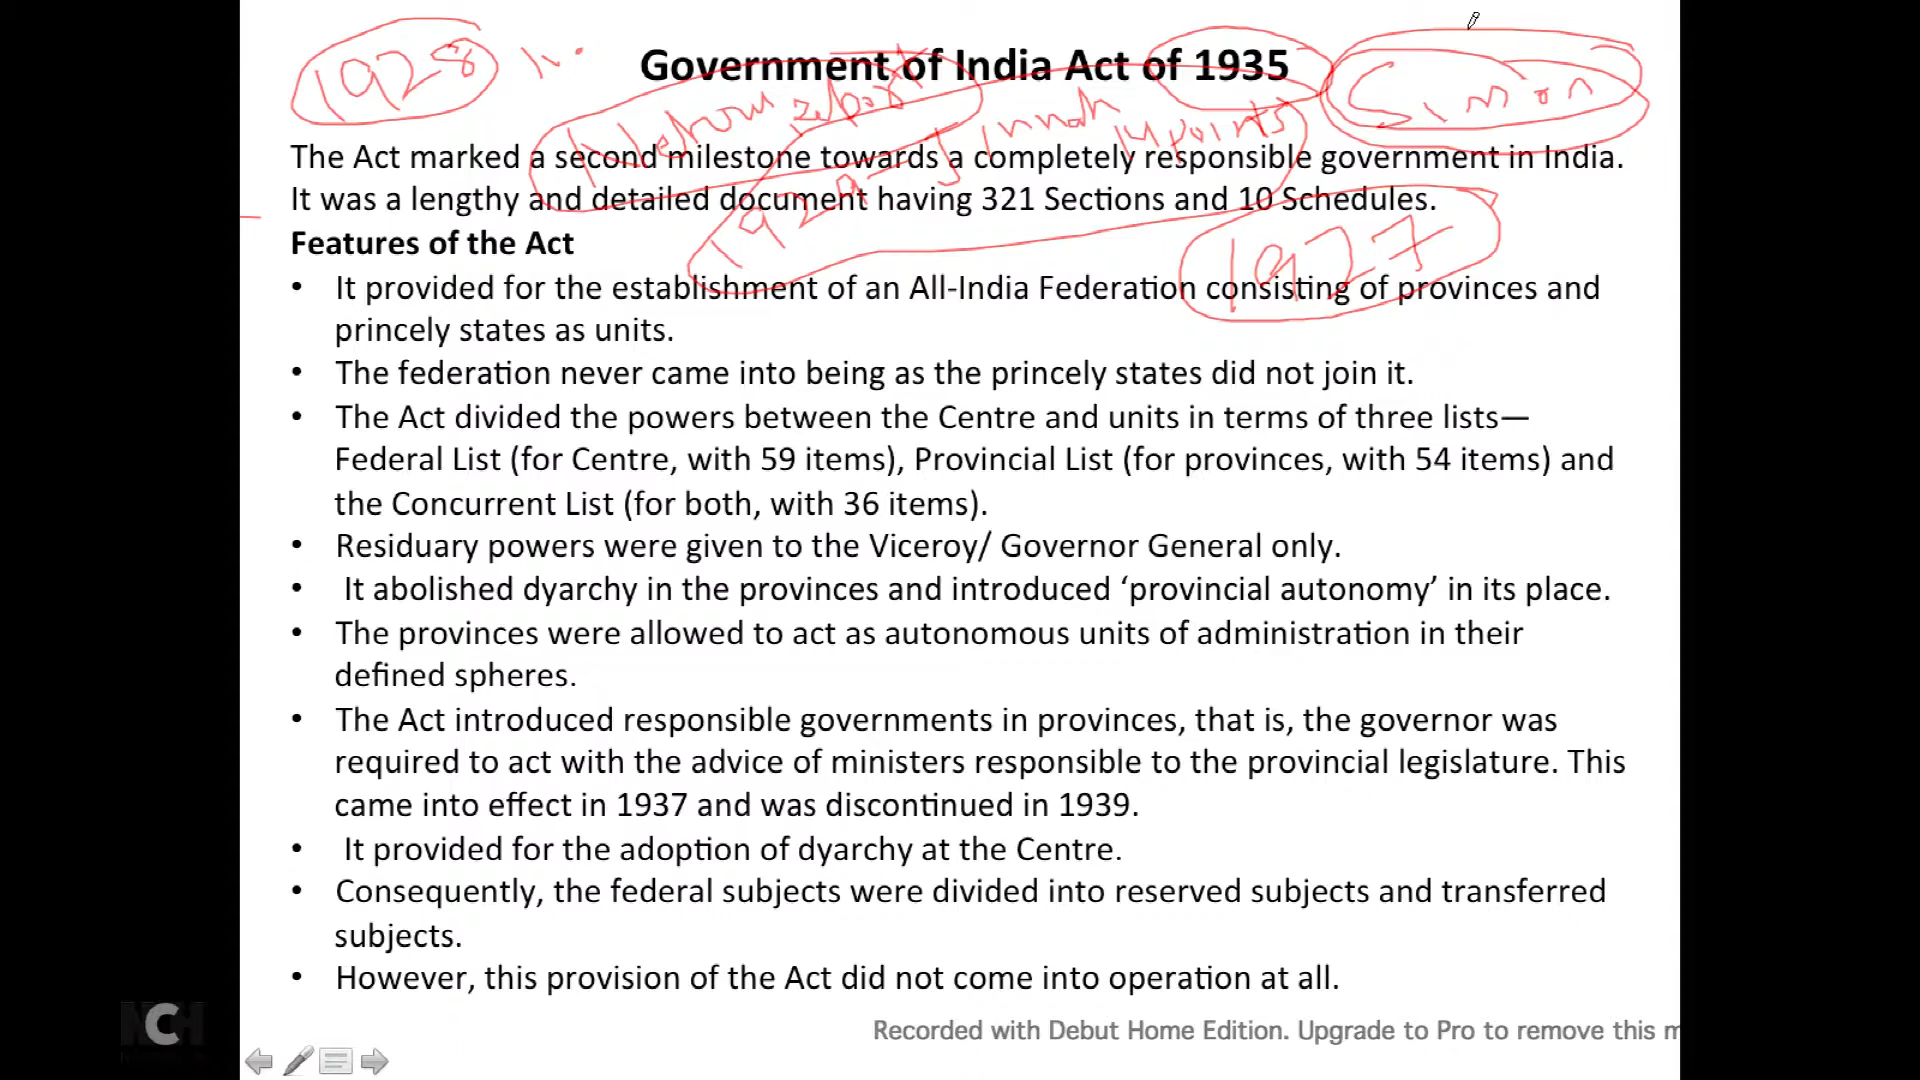 1928
Government of India Act of 1935
Simon
Nehru report
1929 - Jinnah 14 points
The Act marked a second milestone towards a completely responsible government in India.
It was a lengthy and detailed document having 321 Sections and 10 Schedules.
1927
Features of the Act
• It provided for the establishment of an All-India Federation consisting of provinces and
princely states as units.
• The federation never came into being as the princely states did not join it.
• The Act divided the powers between the Centre and units in terms of three lists—
Federal List (for Centre, with 59 items), Provincial List (for provinces, with 54 items) and
the Concurrent List (for both, with 36 items).
• Residuary powers were given to the Viceroy/ Governor General only.
• It abolished dyarchy in the provinces and introduced ‘provincial autonomy’ in its place.
• The provinces were allowed to act as autonomous units of administration in their
defined spheres.
• The Act introduced responsible governments in provinces, that is, the governor was
required to act with the advice of ministers responsible to the provincial legislature. This
came into effect in 1937 and was discontinued in 1939.
• It provided for the adoption of dyarchy at the Centre.
• Consequently, the federal subjects were divided into reserved subjects and transferred
subjects.
• However, this provision of the Act did not come into operation at all.
NCH
Recorded with Debut Home Edition. Upgrade to Pro to remove this m